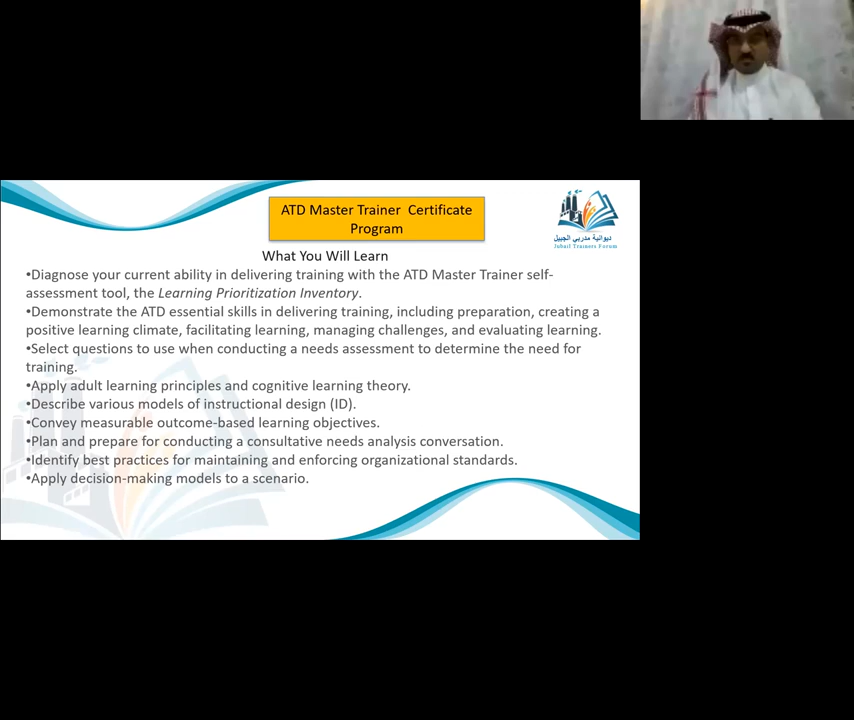 ATD Master Trainer Certificate
Program
ديوانية مدربي الجبيل
Jubail Trainers Forum
What You Will Learn
•Diagnose your current ability in delivering training with the ATD Master Trainer self-
assessment tool, the Learning Prioritization Inventory.
•Demonstrate the ATD essential skills in delivering training, including preparation, creating a
positive learning climate, facilitating learning, managing challenges, and evaluating learning.
•Select questions to use when conducting a needs assessment to determine the need for
training.
•Apply adult learning principles and cognitive learning theory.
•Describe various models of instructional design (ID).
•Convey measurable outcome-based learning objectives.
•Plan and prepare for conducting a consultative needs analysis conversation.
•Identify best practices for maintaining and enforcing organizational standards.
•Apply decision-making models to a scenario.